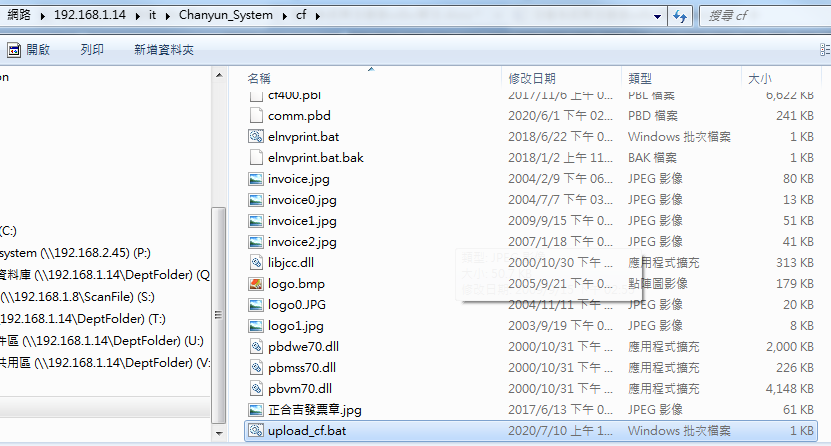 網路 ▸ 192.168.1.14 ▸ it ▸ Chanyun_System ▸ cf ▸ 搜尋 cf
開啟 列印 新增資料夾
on
(C:)
system (\\192.168.2.45) (P:)
資料庫 (\\192.168.1.14\DeptFolder) (Q
(\\192.168.1.8\ScanFile) (S:)
.168.1.14\DeptFolder) (T:)
件區 (\\192.168.1.14\DeptFolder) (U:)
共用區 (\\192.168.1.14\DeptFolder) (V:
名稱 修改日期 類型 大小
cf400.pbl 2017/11/6 上午 0... PBL 檔案 6,622 KB
comm.pbd 2020/6/1 下午 02... PBD 檔案 241 KB
elnvprint.bat 2018/6/22 下午 0... Windows 批次檔案 1 KB
elnvprint.bat.bak 2018/1/2 上午 11... BAK 檔案 1 KB
invoice.jpg 2004/2/9 下午 06... JPEG 影像 80 KB
invoice0.jpg 2004/7/7 下午 03... JPEG 影像 13 KB
invoice1.jpg 2009/9/15 下午 0... JPEG 影像 51 KB
invoice2.jpg 2007/1/18 下午 0... JPEG 影像 41 KB
libjcc.dll 2000/10/30 下午 ... 應用程式擴充 313 KB
logo.bmp 2005/9/21 下午 0... 點陣圖影像 179 KB
logo0.JPG 2004/11/11 下午 ... JPEG 影像 20 KB
logo1.jpg 2003/9/19 下午 0... JPEG 影像 8 KB
pbdwe70.dll 2000/10/31 下午 ... 應用程式擴充 2,000 KB
pbmss70.dll 2000/10/31 下午 ... 應用程式擴充 226 KB
pbvm70.dll 2000/10/31 下午 ... 應用程式擴充 4,148 KB
正合吉發票章.jpg 2017/6/13 下午 0... JPEG 影像 61 KB
upload_cf.bat 2020/7/10 上午 1... Windows 批次檔案 1 KB